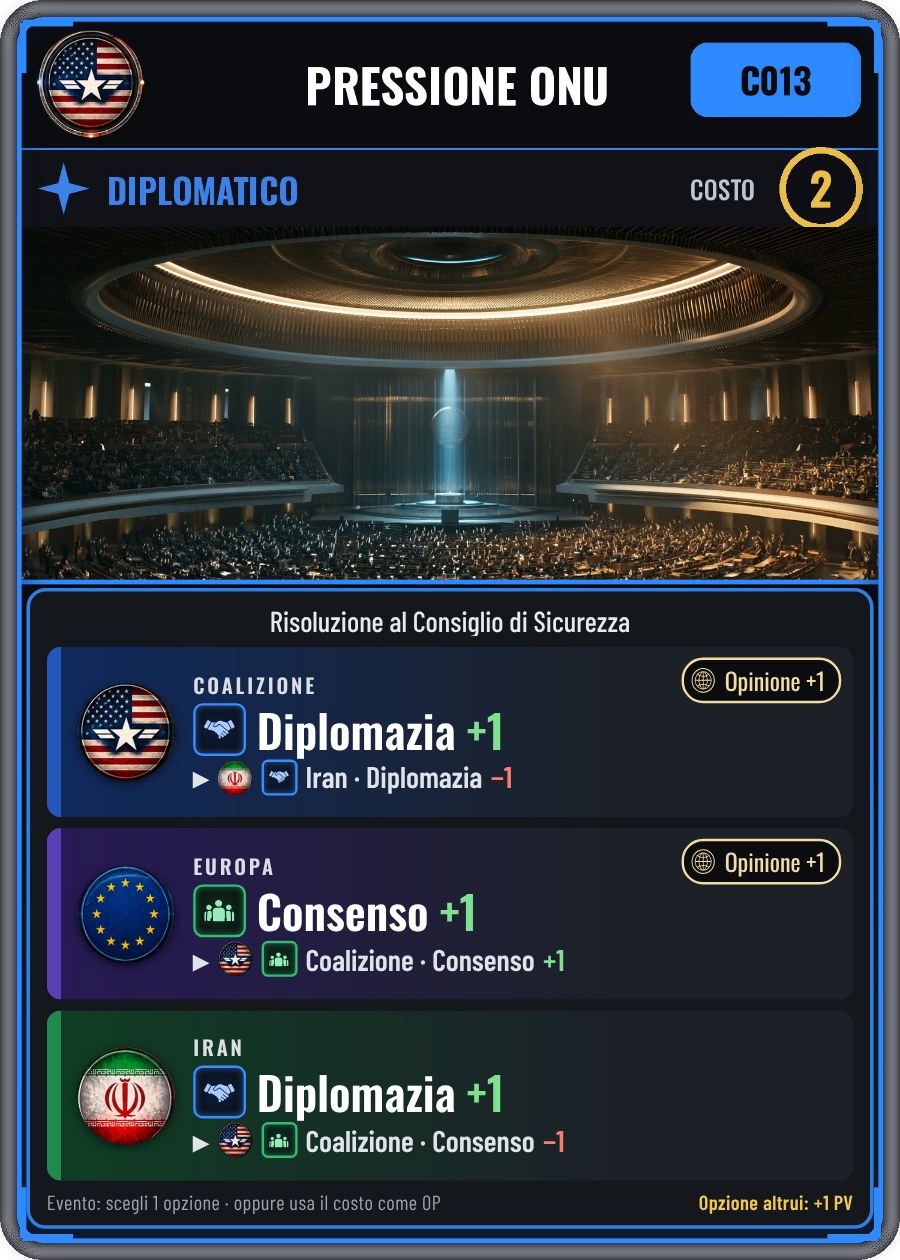 PRESSIONE ONU
C013
DIPLOMATICO
COSTO
2
Risoluzione al Consiglio di Sicurezza
COALIZIONE
Opinione +1
Diplomazia +1
▶ Iran · Diplomazia −1
EUROPA
Opinione +1
Consenso +1
▶ Coalizione · Consenso +1
IRAN
Diplomazia +1
▶ Coalizione · Consenso −1
Evento: scegli 1 opzione · oppure usa il costo come OP
Opzione altrui: +1 PV